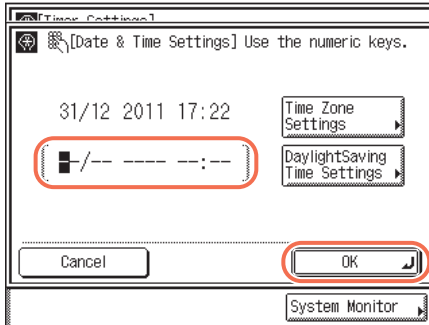 [Timer Settings]
[Date & Time Settings] Use the numeric keys.
31/12 2011 17:22
Time Zone
Settings
--/-- ---- --:--
DaylightSaving
Time Settings
Cancel
OK
System Monitor